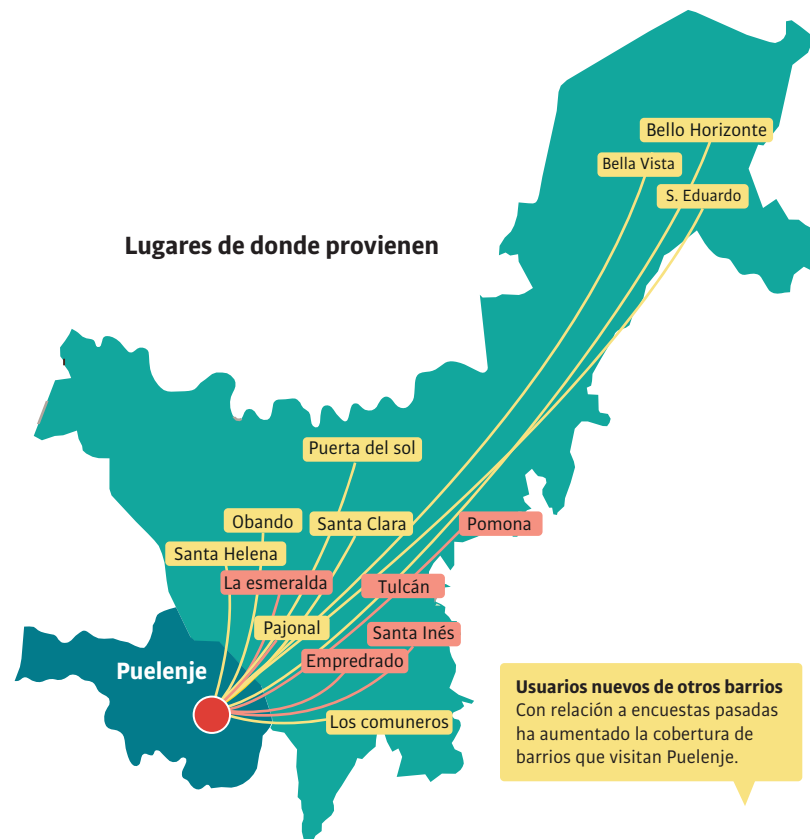 Bello Horizonte
Bella Vista
S. Eduardo
Lugares de donde provienen
Puerta del sol
Obando
Santa Clara
Pomona
Santa Helena
La esmeralda
Tulcán
Pajonal
Santa Inés
Empredrado
Puelenje
Los comuneros
Usuarios nuevos de otros barrios
Con relación a encuestas pasadas
ha aumentado la cobertura de
barrios que visitan Puelenje.